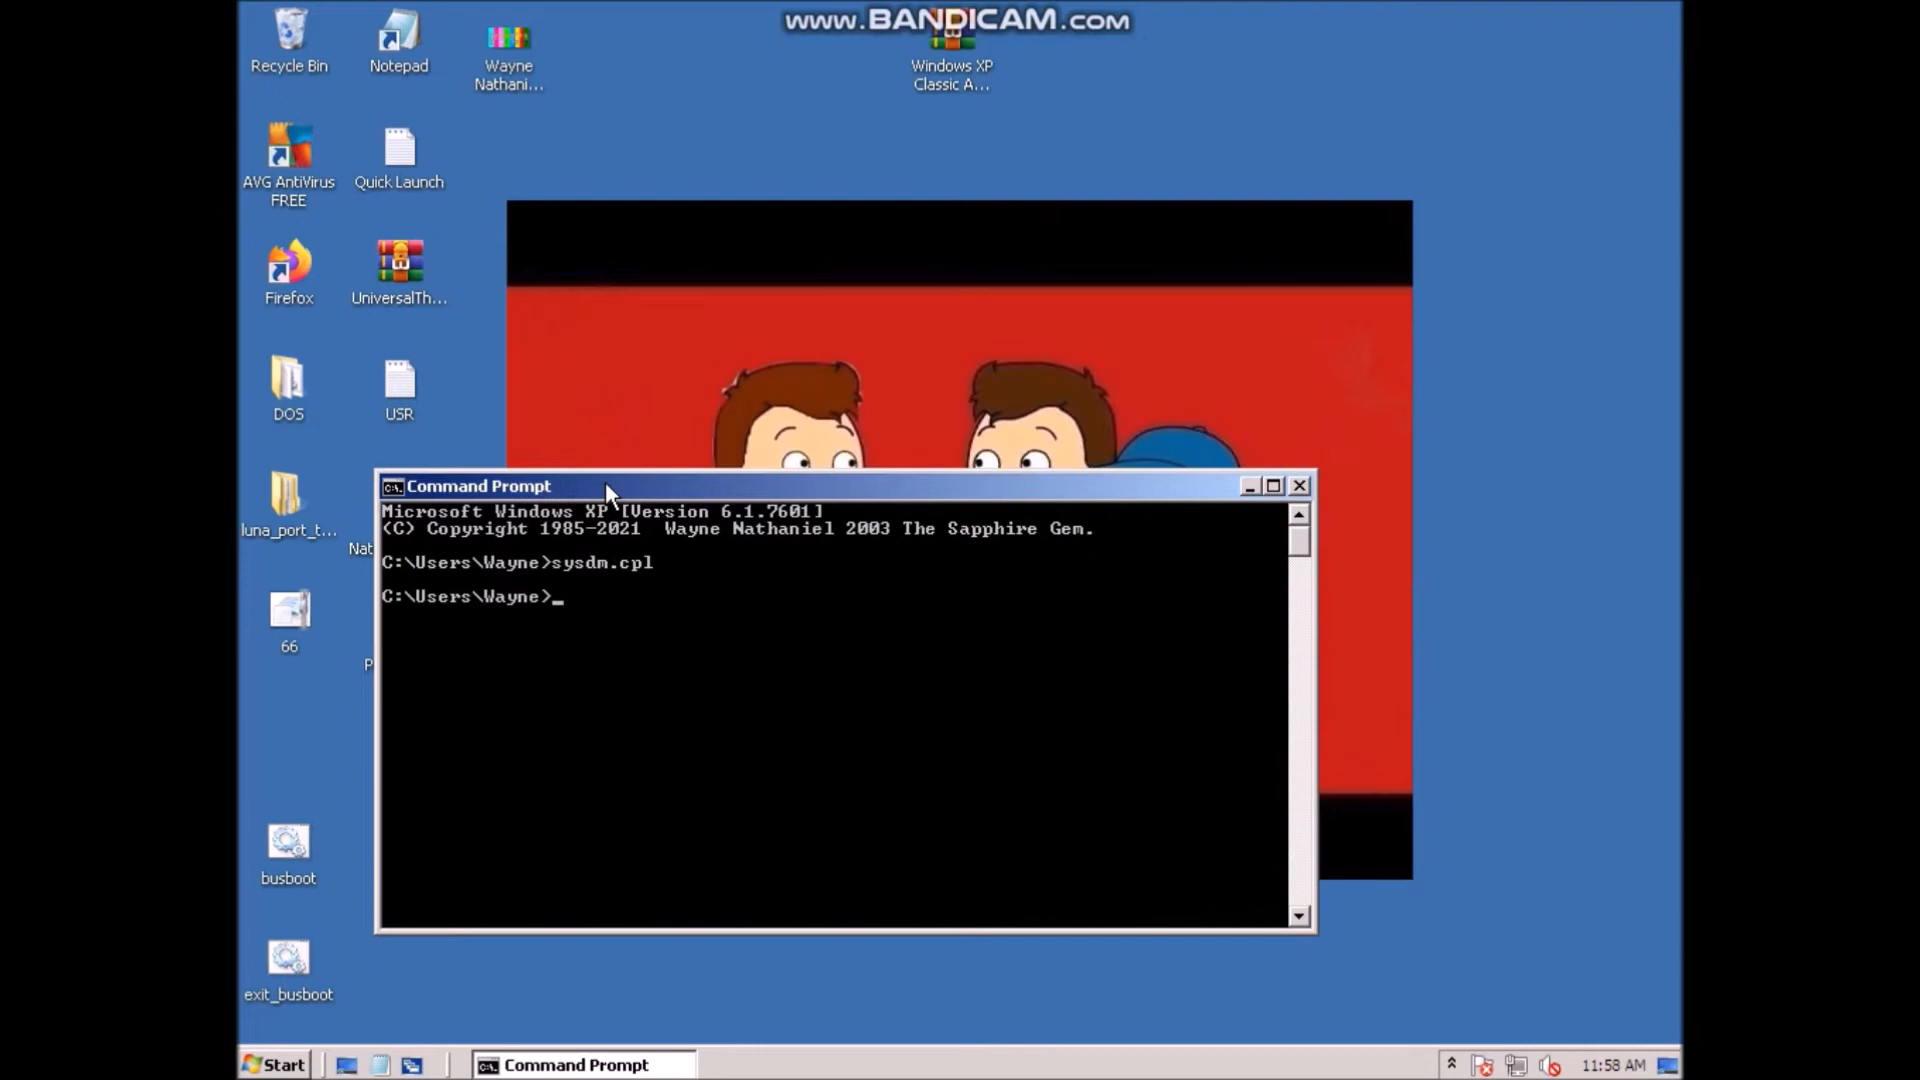 www.BANDICAM.com
Recycle Bin
Notepad
Wayne
Nathani...
Windows XP
Classic A...
AVG AntiVirus
FREE
Quick Launch
Firefox
UniversalTh...
DOS
USR
luna_port_t...
Nat
66
P
busboot
exit_busboot
Command Prompt
Microsoft Windows XP [Version 6.1.7601]
(C) Copyright 1985-2021  Wayne Nathaniel 2003 The Sapphire Gem.
C:\Users\Wayne>sysdm.cpl
C:\Users\Wayne>_
Start
Command Prompt
11:58 AM